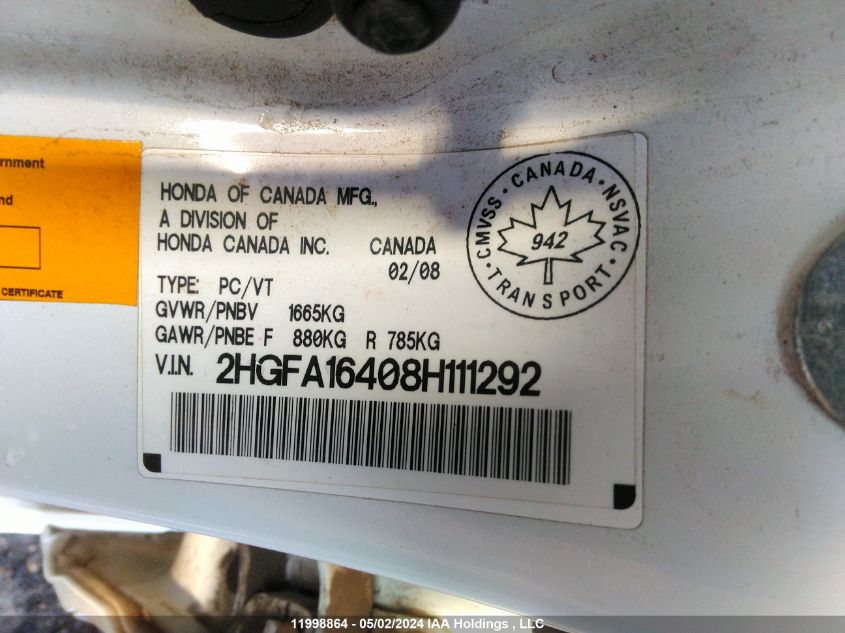 rnment
nd
CERTIFICATE
HONDA OF CANADA MFG.,
A DIVISION OF
HONDA CANADA INC. CANADA
02/08
TYPE: PC/VT
GVWR/PNBV 1665KG
GAWR/PNBE F 880KG R 785KG
V.I.N. 2HGFA16408H111292
CMVSS · CANADA · NSVAC
942
· TRANSPORT ·
11998864 - 05/02/2024 IAA Holdings , LLC